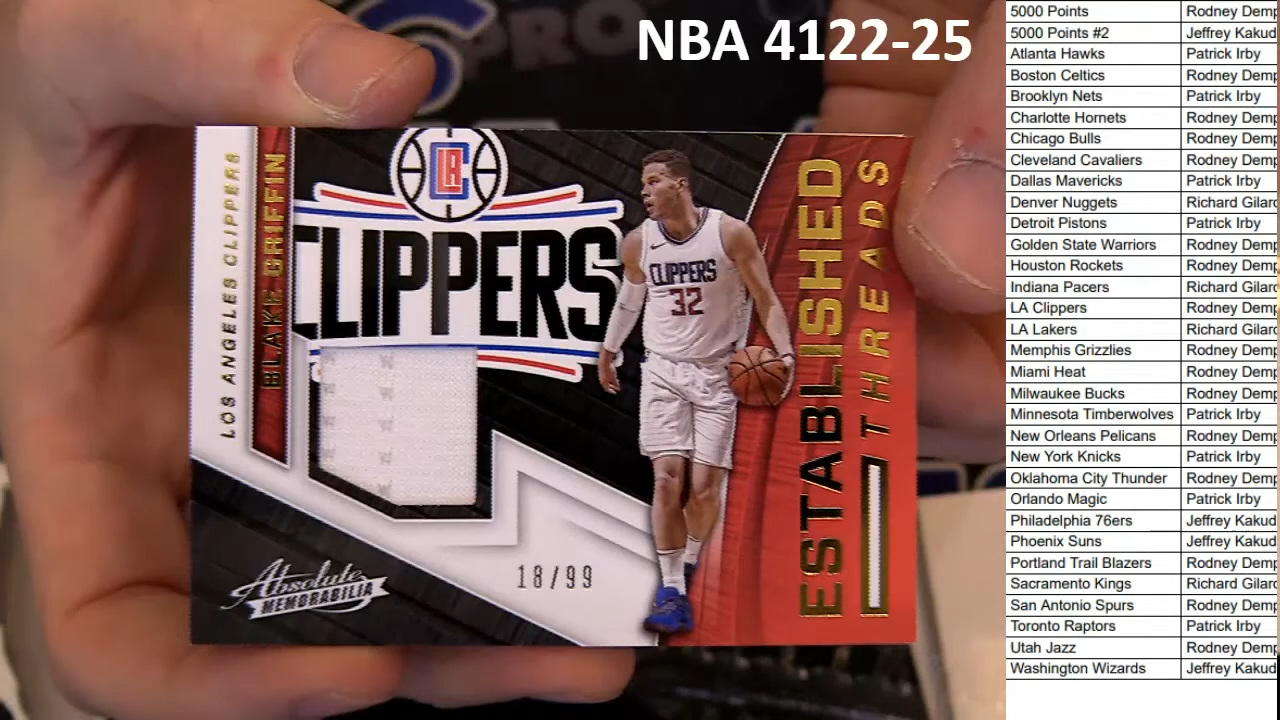 PRO
NBA 4122-25
LOS ANGELES CLIPPERS
BLAKE GRIFFIN
LAC
CLIPPERS
CLIPPERS
32
ESTABLISHED
THREADS
18/99
Absolute
MEMORABILIA
5000 Points Rodney Demp
5000 Points #2 Jeffrey Kakud
Atlanta Hawks Patrick Irby
Boston Celtics Rodney Demp
Brooklyn Nets Patrick Irby
Charlotte Hornets Rodney Demp
Chicago Bulls Rodney Demp
Cleveland Cavaliers Rodney Demp
Dallas Mavericks Patrick Irby
Denver Nuggets Richard Gilard
Detroit Pistons Patrick Irby
Golden State Warriors Rodney Demp
Houston Rockets Rodney Demp
Indiana Pacers Richard Gilard
LA Clippers Rodney Demp
LA Lakers Richard Gilard
Memphis Grizzlies Rodney Demp
Miami Heat Rodney Demp
Milwaukee Bucks Rodney Demp
Minnesota Timberwolves Patrick Irby
New Orleans Pelicans Rodney Demp
New York Knicks Patrick Irby
Oklahoma City Thunder Rodney Demp
Orlando Magic Patrick Irby
Philadelphia 76ers Jeffrey Kakud
Phoenix Suns Jeffrey Kakud
Portland Trail Blazers Rodney Demp
Sacramento Kings Richard Gilard
San Antonio Spurs Rodney Demp
Toronto Raptors Patrick Irby
Utah Jazz Rodney Demp
Washington Wizards Jeffrey Kakud